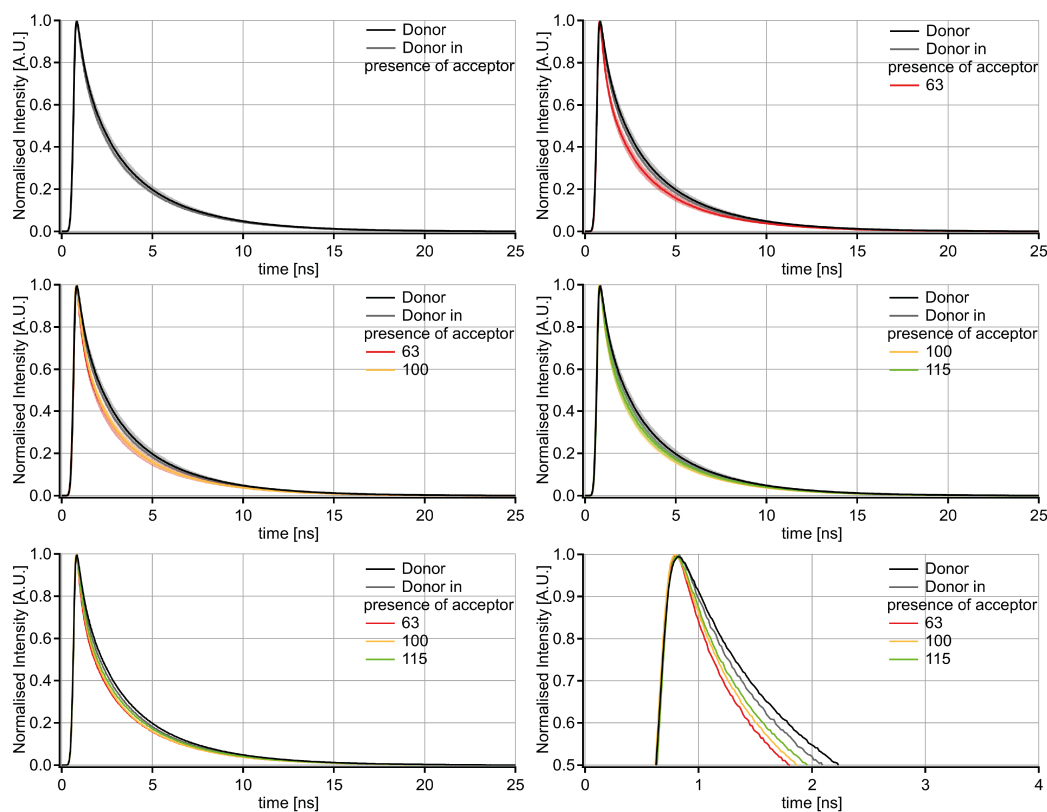 Normalised Intensity [A.U.]
1.0
0.8
0.6
0.4
0.2
0.0
Donor
Donor in
presence of acceptor
0 5 10 15 20 25
time [ns]
Normalised Intensity [A.U.]
1.0
0.8
0.6
0.4
0.2
0.0
Donor
Donor in
presence of acceptor
63
0 5 10 15 20 25
time [ns]
Normalised Intensity [A.U.]
1.0
0.8
0.6
0.4
0.2
0.0
Donor
Donor in
presence of acceptor
63
100
0 5 10 15 20 25
time [ns]
Normalised Intensity [A.U.]
1.0
0.8
0.6
0.4
0.2
0.0
Donor
Donor in
presence of acceptor
100
115
0 5 10 15 20 25
time [ns]
Normalised Intensity [A.U.]
1.0
0.8
0.6
0.4
0.2
0.0
Donor
Donor in
presence of acceptor
63
100
115
0 5 10 15 20 25
time [ns]
Normalised Intensity [A.U.]
1.0
0.9
0.8
0.7
0.6
0.5
Donor
Donor in
presence of acceptor
63
100
115
0 1 2 3 4
time [ns]